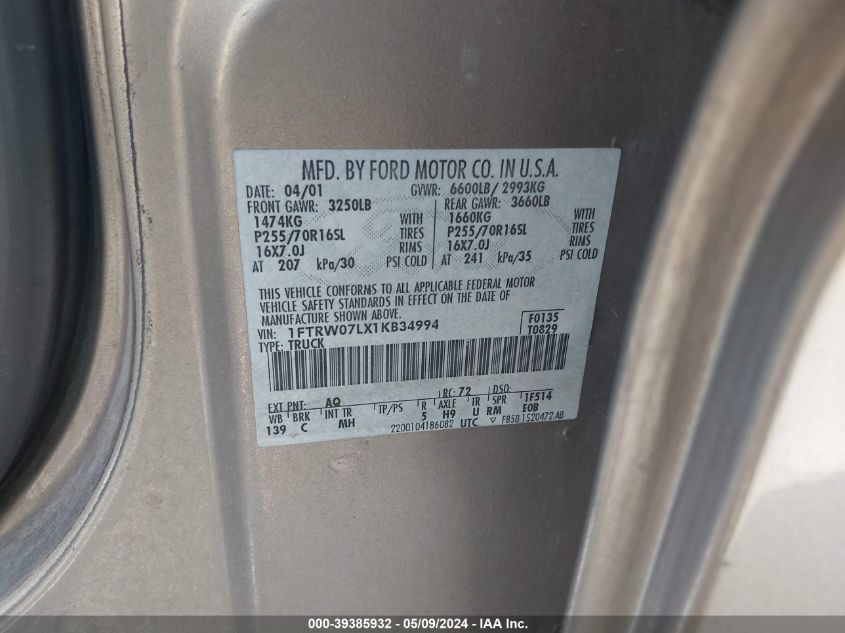 MFD. BY FORD MOTOR CO. IN U.S.A.
DATE: 04/01 GVWR: 6600LB/ 2993KG
FRONT GAWR: 3250LB REAR GAWR: 3660LB
1474KG WITH 1660KG WITH
P255/70R16SL TIRES P255/70R16SL TIRES
16X7.0J RIMS 16X7.0J RIMS
AT 207 kPa/30 PSI COLD AT 241 kPa/35 PSI COLD
THIS VEHICLE CONFORMS TO ALL APPLICABLE FEDERAL MOTOR
VEHICLE SAFETY STANDARDS IN EFFECT ON THE DATE OF
MANUFACTURE SHOWN ABOVE.
VIN: 1FTRW07LX1KB34994 F0135
TYPE: TRUCK T0829
EXT PNT: AQ RC: 72 DSO:
WB BRK INT TR TP/PS R AXLE TR SPR 1F514
139 C MH 5 H9 U RM EOB
2200104186082 UTC F85B-1520472-AB
000-39385932 - 05/09/2024 - IAA Inc.